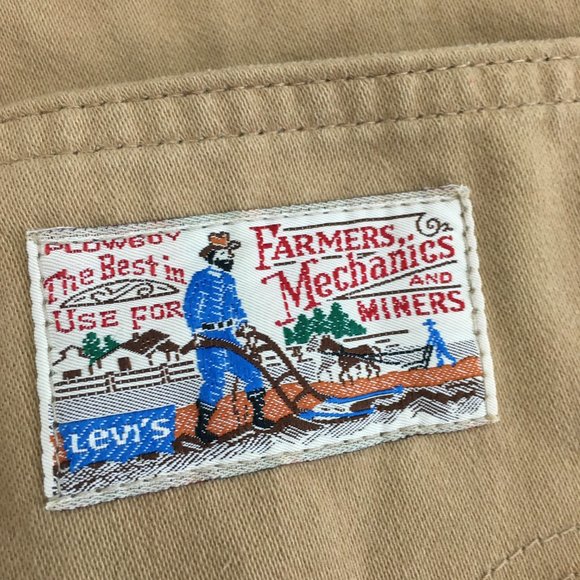 PLOWBOY
The Best in
USE FOR
FARMERS,
Mechanics
AND
MINERS
Levi's